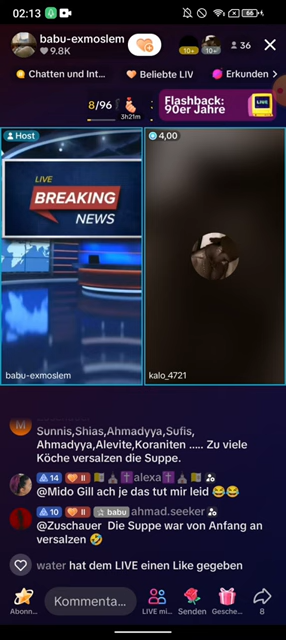 02:13
66
babu-exmoslem
9.8K
10+
10+
36
Chatten und Int...
Beliebte LIV
Erkunden
8/96
3h21m
Flashback:
90er Jahre
LIVE
Host
4,00
LIVE
BREAKING
NEWS
babu-exmoslem
kalo_4721
M
Sunnis,Shias,Ahmadyya,Sufis,
Ahmadyya,Alevite,Koraniten ..... Zu viele
Köche versalzen die Suppe.
14 II alexa
@Mido Gill ach je das tut mir leid 😂😂
10 II babu ahmad.seeker
@Zuschauer Die Suppe war von Anfang an
versalzen 🤣
water hat dem LIVE einen Like gegeben
Abonn...
Kommenta...
LIVE mi...
Senden
Gesche...
8